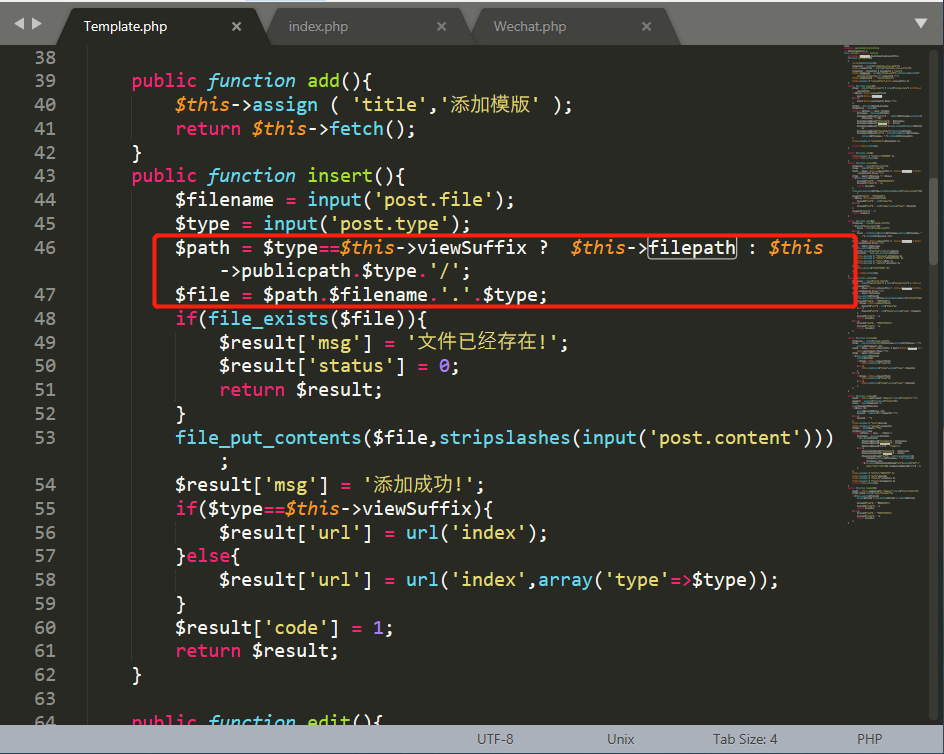 Template.php
index.php
Wechat.php
38
39 public function add(){
40 $this->assign ( 'title','添加模版' );
41 return $this->fetch();
42 }
43 public function insert(){
44 $filename = input('post.file');
45 $type = input('post.type');
46 $path = $type==$this->viewSuffix ?  $this->filepath : $this
->publicpath.$type.'/';
47 $file = $path.$filename.'.'.$type;
48 if(file_exists($file)){
49 $result['msg'] = '文件已经存在!';
50 $result['status'] = 0;
51 return $result;
52 }
53 file_put_contents($file,stripslashes(input('post.content')))
;
54 $result['msg'] = '添加成功!';
55 if($type==$this->viewSuffix){
56 $result['url'] = url('index');
57 }else{
58 $result['url'] = url('index',array('type'=>$type));
59 }
60 $result['code'] = 1;
61 return $result;
62 }
63
64 public function edit(){
UTF-8
Unix
Tab Size: 4
PHP